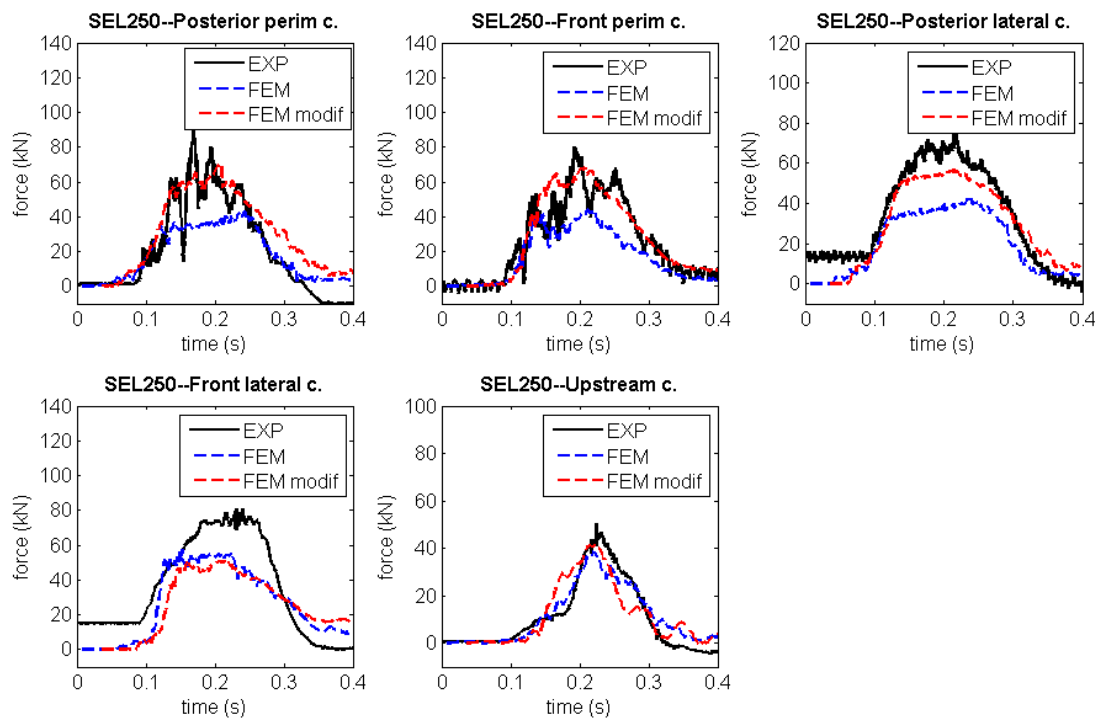 SEL250--Posterior perim c.
140
120
100
80
60
40
20
0
force (kN)
EXP
FEM
FEM modif
0
0.1
0.2
0.3
0.4
time (s)
SEL250--Front perim c.
140
120
100
80
60
40
20
0
force (kN)
EXP
FEM
FEM modif
0
0.1
0.2
0.3
0.4
time (s)
SEL250--Posterior lateral c.
120
100
80
60
40
20
0
force (kN)
EXP
FEM
FEM modif
0
0.1
0.2
0.3
0.4
time (s)
SEL250--Front lateral c.
140
120
100
80
60
40
20
0
force (kN)
EXP
FEM
FEM modif
0
0.1
0.2
0.3
0.4
time (s)
SEL250--Upstream c.
100
80
60
40
20
0
force (kN)
EXP
FEM
FEM modif
0
0.1
0.2
0.3
0.4
time (s)